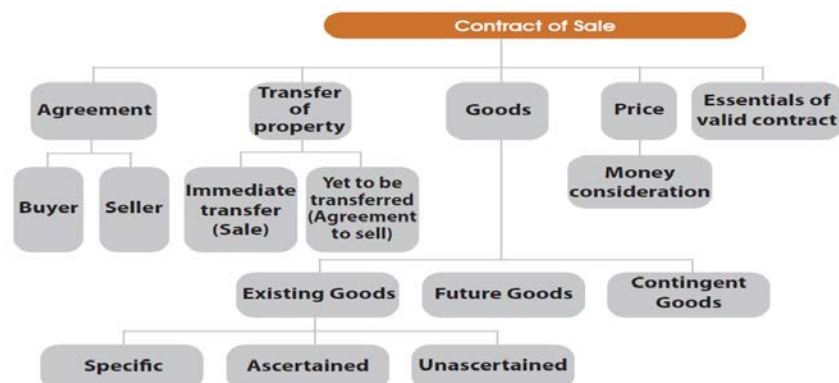 Contract of Sale
Agreement
Transfer
of
property
Goods
Price
Essentials of
valid contract
Buyer
Seller
Immediate
transfer
(Sale)
Yet to be
transferred
(Agreement
to sell)
Money
consideration
Existing Goods
Future Goods
Contingent
Goods
Specific
Ascertained
Unascertained